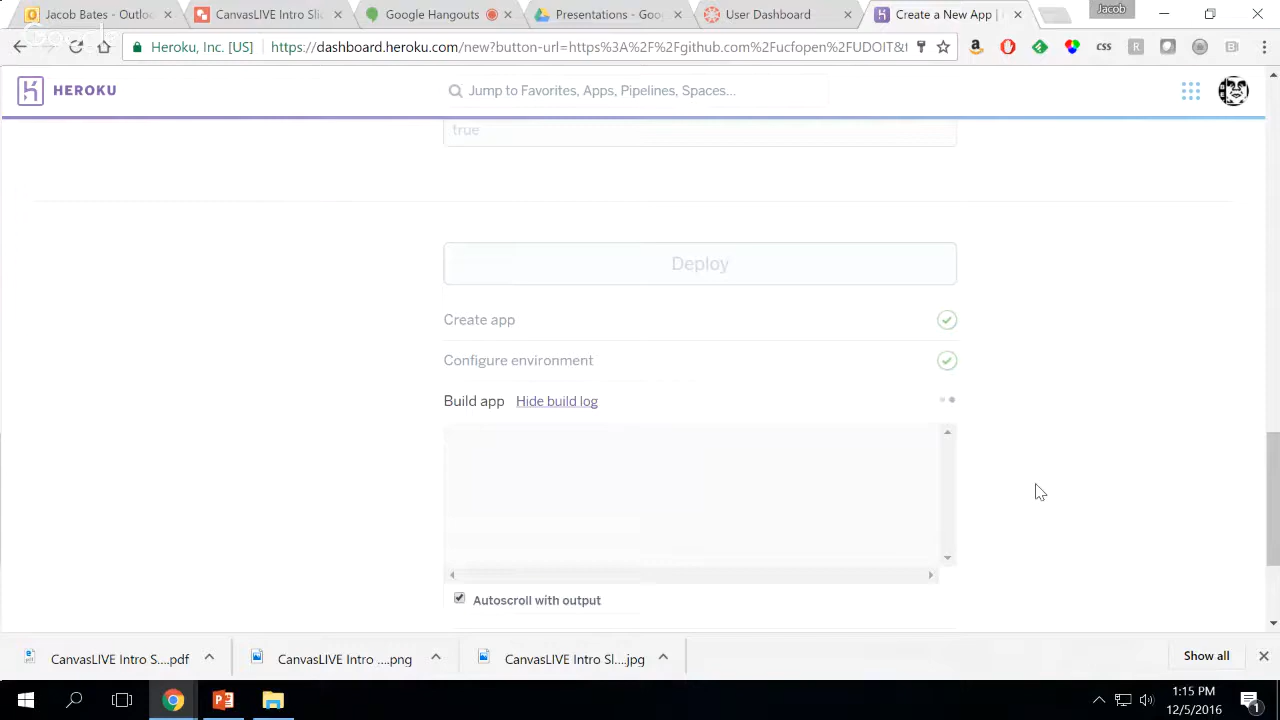 Jacob Bates - Outlo
CanvasLIVE Intro Sli
Google Hangouts
Presentations - Goog
User Dashboard
Create a New App |
Jacob
Heroku, Inc. [US]
https://dashboard.heroku.com/new?button-url=https%3A%2F%2Fgithub.com%2Fucfopen%2FUDOIT&
CSS
HEROKU
Jump to Favorites, Apps, Pipelines, Spaces...
true
Deploy
Create app
Configure environment
Build app Hide build log
Autoscroll with output
CanvasLIVE Intro S....pdf
CanvasLIVE Intro ....png
CanvasLIVE Intro Sl....jpg
Show all
1:15 PM
12/5/2016
1